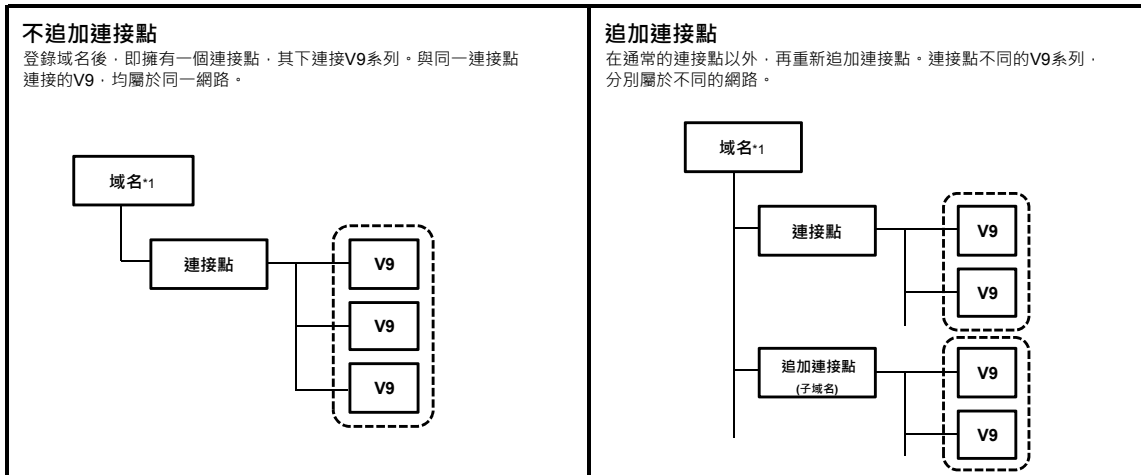 不追加連接點
登錄域名後，即擁有一個連接點，其下連接V9系列。與同一連接點
連接的V9，均屬於同一網路。
域名*1
連接點
V9
V9
V9
追加連接點
在通常的連接點以外，再重新追加連接點。連接點不同的V9系列，
分別屬於不同的網路。
域名*1
連接點
V9
V9
追加連接點
(子域名)
V9
V9